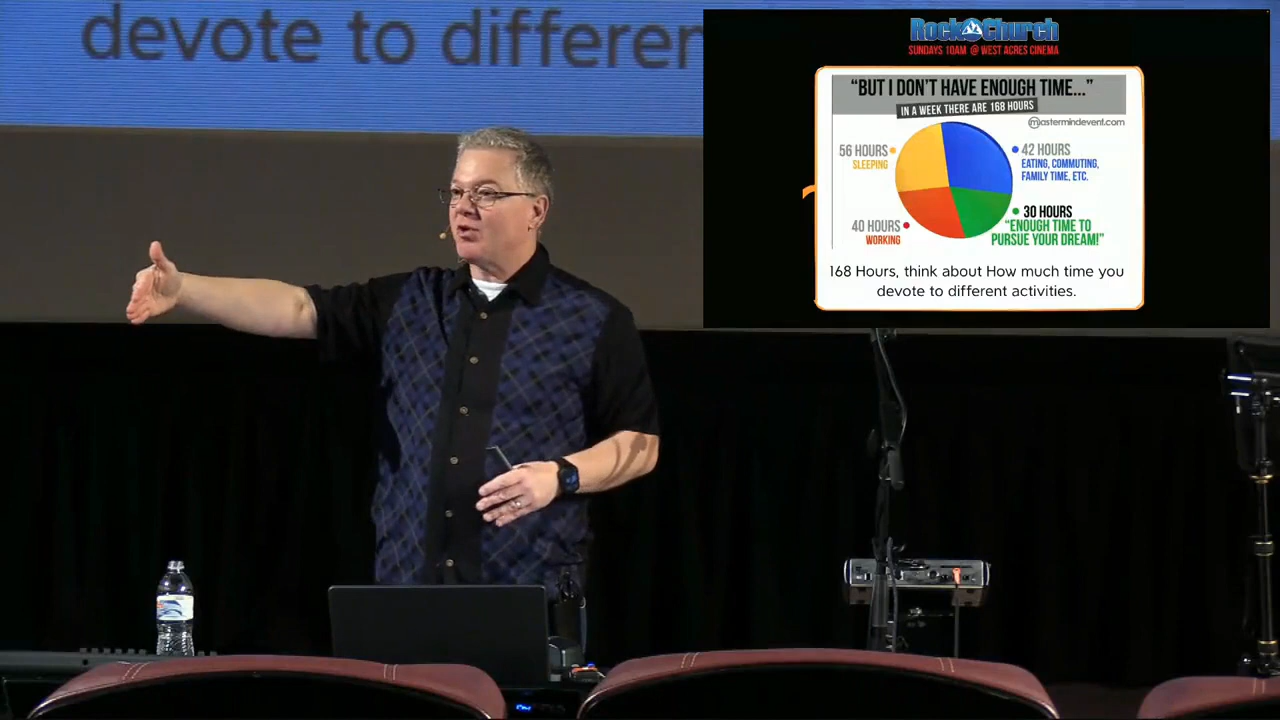 devote to differen
Rock Church
SUNDAYS 10AM @ WEST ACRES CINEMA
"BUT I DON'T HAVE ENOUGH TIME..."
IN A WEEK THERE ARE 168 HOURS
mastermindevent.com
56 HOURS
SLEEPING
42 HOURS
EATING, COMMUTING,
FAMILY TIME, ETC.
40 HOURS
WORKING
30 HOURS
"ENOUGH TIME TO
PURSUE YOUR DREAM!"
168 Hours, think about How much time you
devote to different activities.